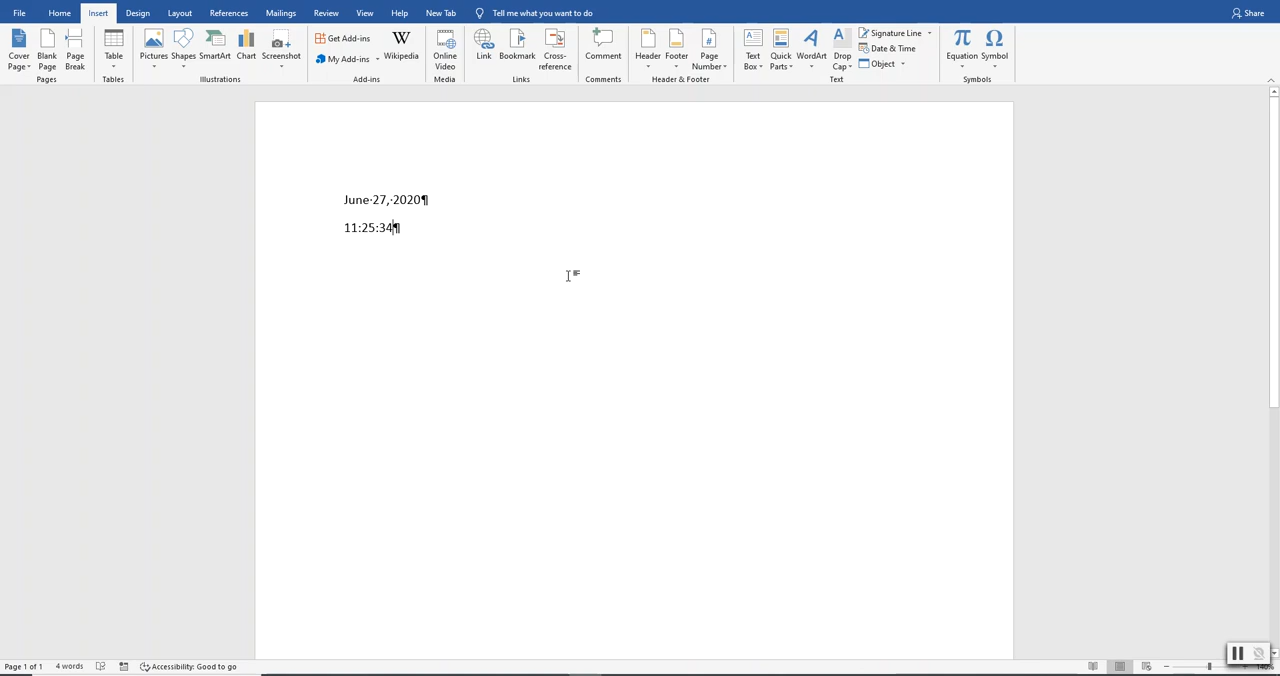 File Home Insert Design Layout References Mailings Review View Help New Tab Tell me what you want to do Share
Cover Page Blank Page Page Break
Pages
Table
Tables
Pictures Shapes SmartArt Chart Screenshot
Illustrations
Get Add-ins
My Add-ins
Wikipedia
Add-ins
Online Video
Media
Link Bookmark Cross-reference
Links
Comment
Comments
Header Footer Page Number
Header & Footer
Text Box Quick Parts WordArt Drop Cap
Signature Line
Date & Time
Object
Text
Equation Symbol
Symbols
June·27,·2020¶
11:25:34¶
Page 1 of 1 4 words Accessibility: Good to go